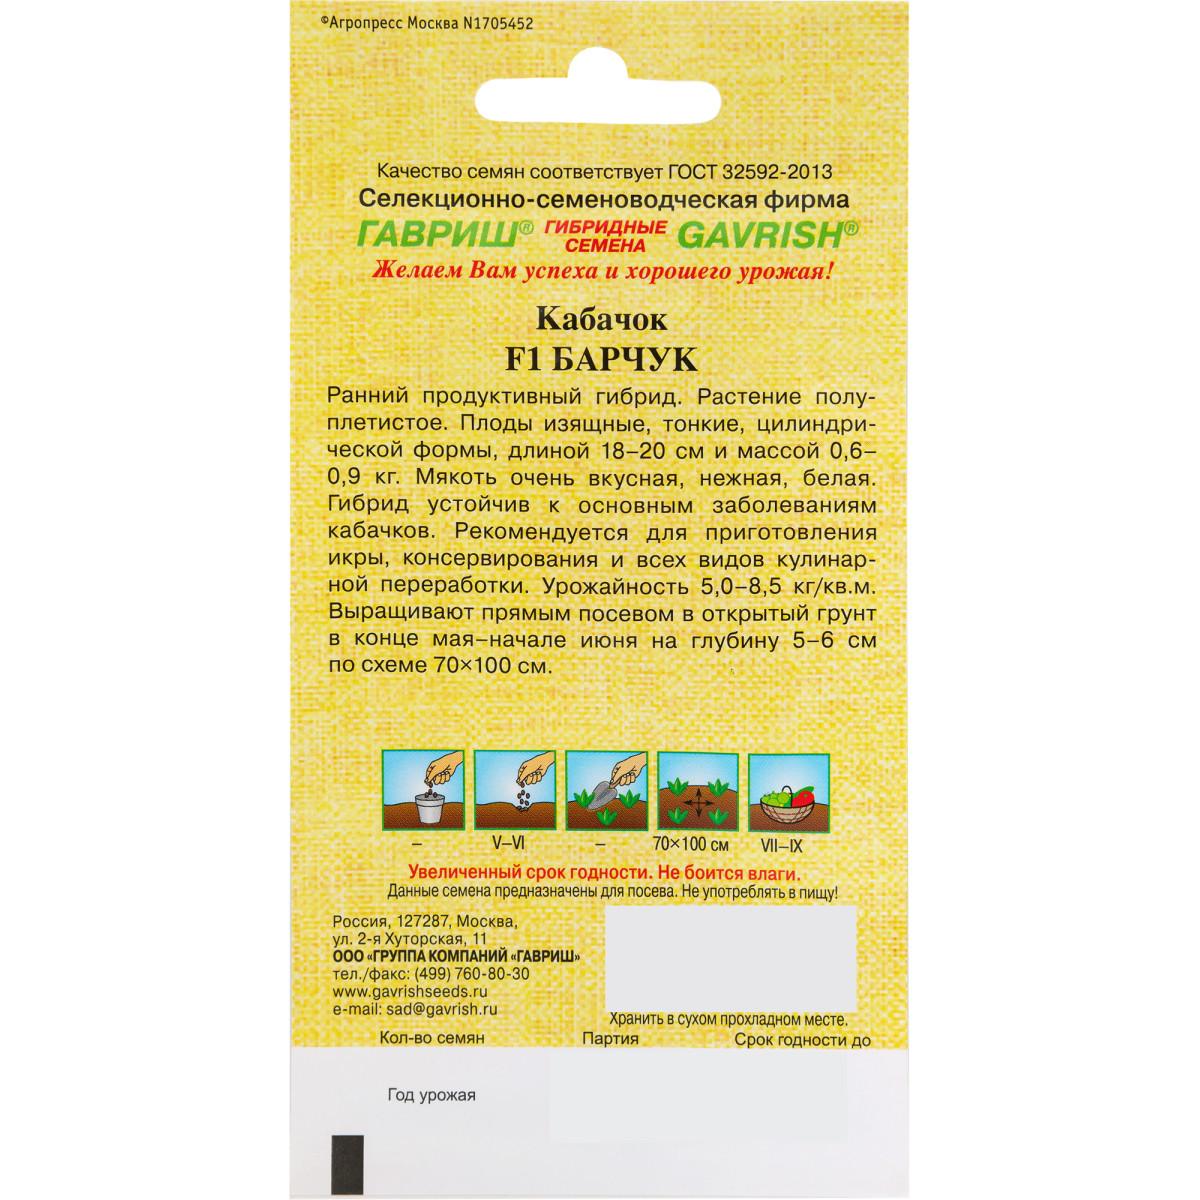 ©Агропресс Москва N1705452
Качество семян соответствует ГОСТ 32592-2013
Селекционно-семеноводческая фирма
ГАВРИШ® ГИБРИДНЫЕ СЕМЕНА GAVRISH®
Желаем Вам успеха и хорошего урожая!
Кабачок
F1 БАРЧУК
Ранний продуктивный гибрид. Растение полу-
плетистое. Плоды изящные, тонкие, цилиндри-
ческой формы, длиной 18–20 см и массой 0,6–
0,9 кг. Мякоть очень вкусная, нежная, белая.
Гибрид устойчив к основным заболеваниям
кабачков. Рекомендуется для приготовления
икры, консервирования и всех видов кулинар-
ной переработки. Урожайность 5,0–8,5 кг/кв.м.
Выращивают прямым посевом в открытый грунт
в конце мая–начале июня на глубину 5–6 см
по схеме 70×100 см.
– V–VI – 70×100 см VII–IX
Увеличенный срок годности. Не боится влаги.
Данные семена предназначены для посева. Не употреблять в пищу!
Россия, 127287, Москва,
ул. 2-я Хуторская, 11
ООО «ГРУППА КОМПАНИЙ «ГАВРИШ»
тел./факс: (499) 760-80-30
www.gavrishseeds.ru
e-mail: sad@gavrish.ru
Хранить в сухом прохладном месте.
Кол-во семян Партия Срок годности до
Год урожая